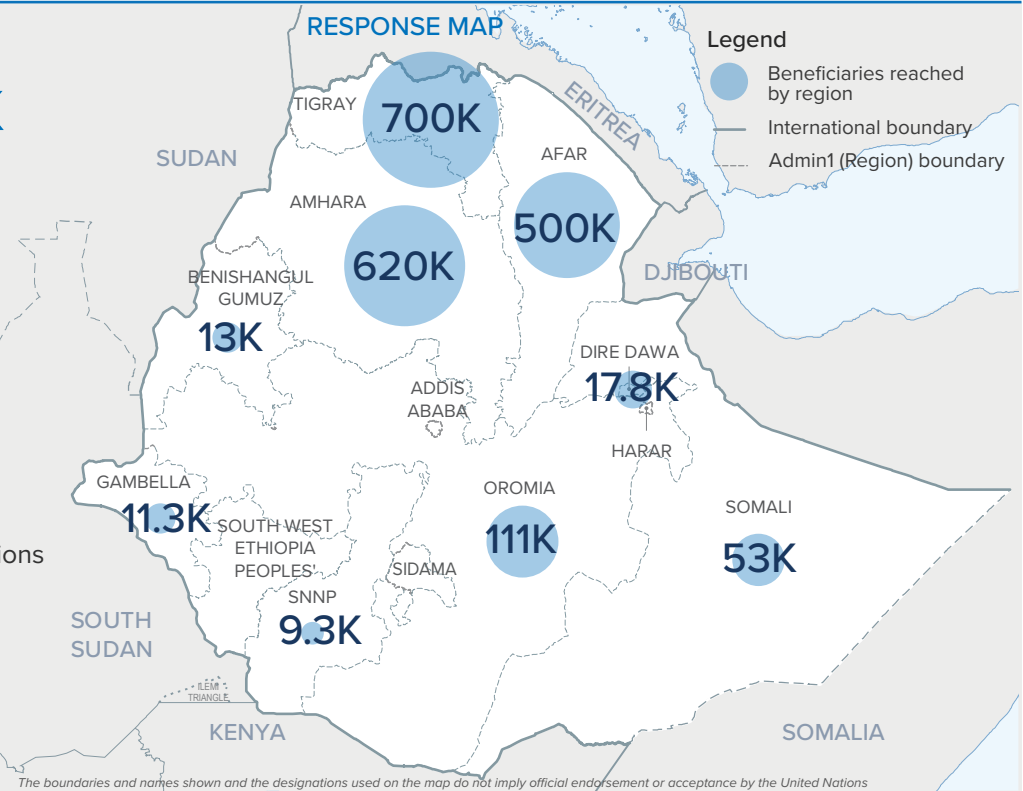 RESPONSE MAP
Legend
Beneficiaries reached
by region
International boundary
Admin1 (Region) boundary
ERITREA
TIGRAY
700K
SUDAN
AFAR
500K
AMHARA
620K
DJIBOUTI
BENISHANGUL
GUMUZ
13K
DIRE DAWA
17.8K
ADDIS
ABABA
HARAR
GAMBELLA
11.3K
OROMIA
111K
SOMALI
53K
SOUTH WEST
ETHIOPIA
PEOPLES'
ions
SIDAMA
SNNP
9.3K
SOUTH
SUDAN
ILEMI
TRIANGLE
KENYA
SOMALIA
The boundaries and names shown and the designations used on the map do not imply official endorsement or acceptance by the United Nations